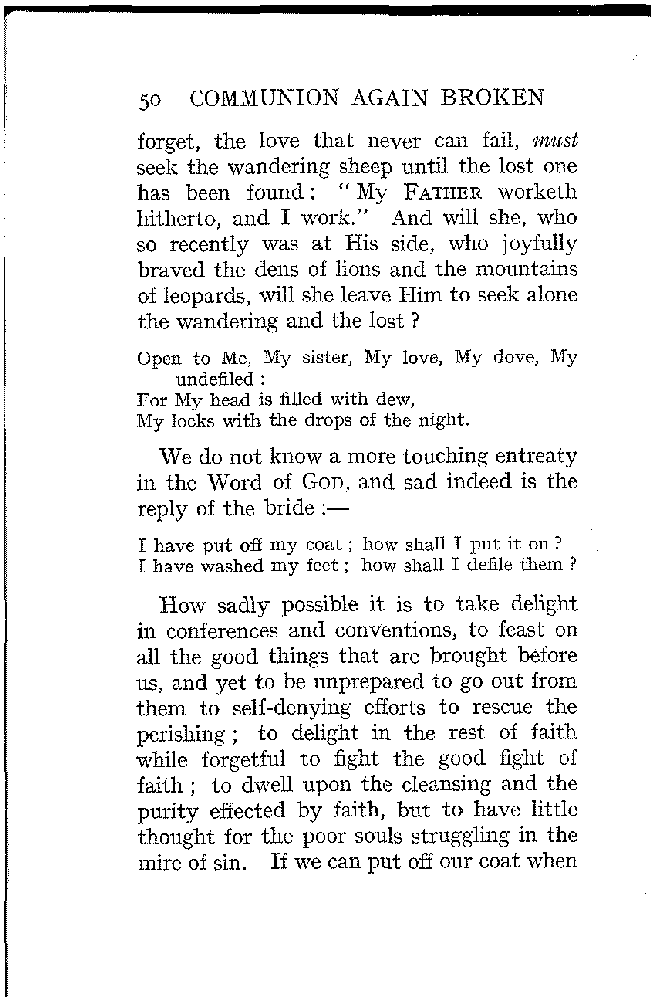 50 COMMUNION AGAIN BROKEN
forget, the love that never can fail, must
seek the wandering sheep until the lost one
has been found: "My FATHER worketh
hitherto, and I work." And will she, who
so recently was at His side, who joyfully
braved the dens of lions and the mountains
of leopards, will she leave Him to seek alone
the wandering and the lost?
Open to Me, My sister, My love, My dove, My
undefiled:
For My head is filled with dew,
My locks with the drops of the night.
We do not know a more touching entreaty
in the Word of GOD, and sad indeed is the
reply of the bride:—
I have put off my coat; how shall I put it on?
I have washed my feet; how shall I defile them?
How sadly possible it is to take delight
in conferences and conventions, to feast on
all the good things that are brought before
us, and yet to be unprepared to go out from
them to self-denying efforts to rescue the
perishing; to delight in the rest of faith
while forgetful to fight the good fight of
faith; to dwell upon the cleansing and the
purity effected by faith, but to have little
thought for the poor souls struggling in the
mire of sin. If we can put off our coat when